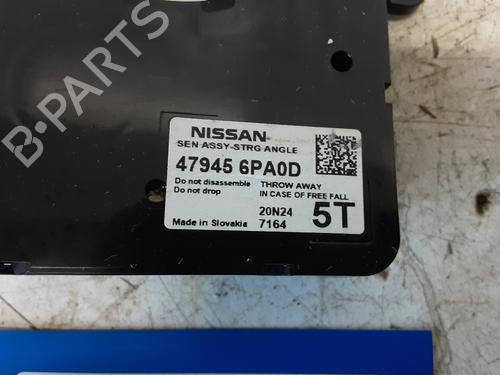 NISSAN
SEN ASSY-STRG ANGLE
47945 6PA0D
Do not disassemble THROW AWAY
Do not drop IN CASE OF FREE FALL
20N24 5T
Made in Slovakia 7164
B-PARTS